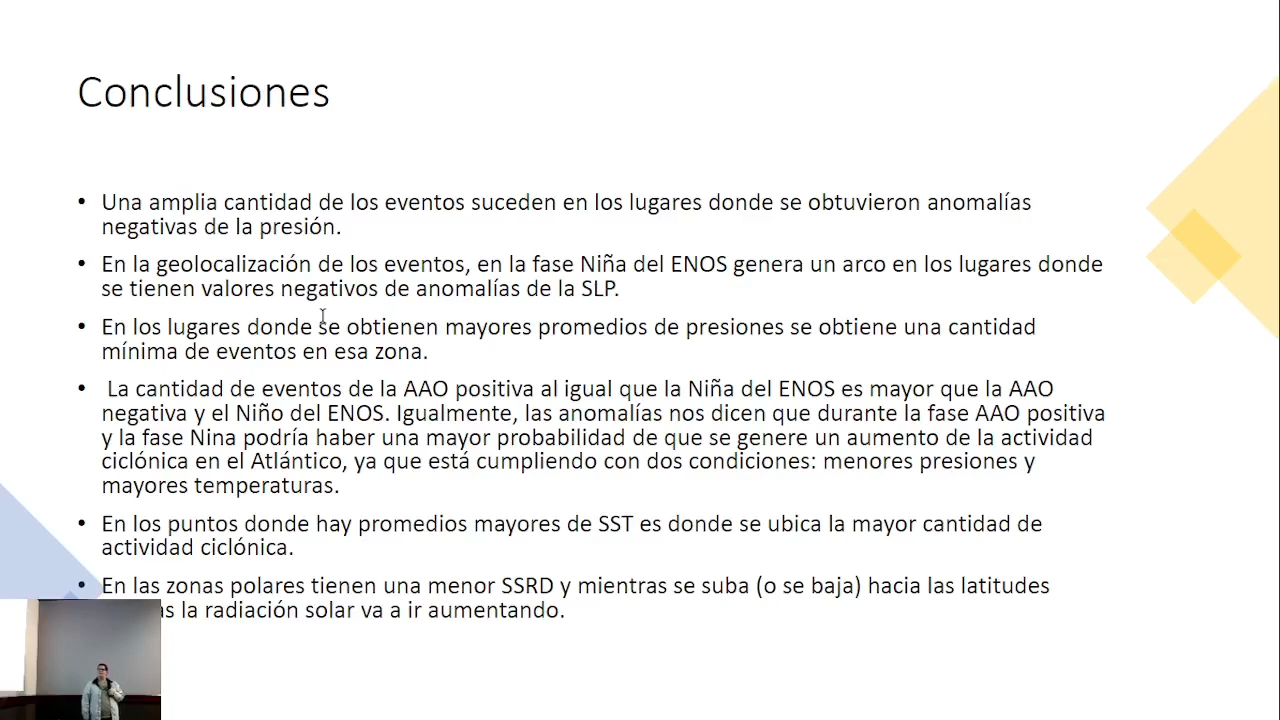 Conclusiones
• Una amplia cantidad de los eventos suceden en los lugares donde se obtuvieron anomalías
negativas de la presión.
• En la geolocalización de los eventos, en la fase Niña del ENOS genera un arco en los lugares donde
se tienen valores negativos de anomalías de la SLP.
• En los lugares donde se obtienen mayores promedios de presiones se obtiene una cantidad
mínima de eventos en esa zona.
• La cantidad de eventos de la AAO positiva al igual que la Niña del ENOS es mayor que la AAO
negativa y el Niño del ENOS. Igualmente, las anomalías nos dicen que durante la fase AAO positiva
y la fase Nina podría haber una mayor probabilidad de que se genere un aumento de la actividad
ciclónica en el Atlántico, ya que está cumpliendo con dos condiciones: menores presiones y
mayores temperaturas.
• En los puntos donde hay promedios mayores de SST es donde se ubica la mayor cantidad de
actividad ciclónica.
• En las zonas polares tienen una menor SSRD y mientras se suba (o se baja) hacia las latitudes
la radiación solar va a ir aumentando.